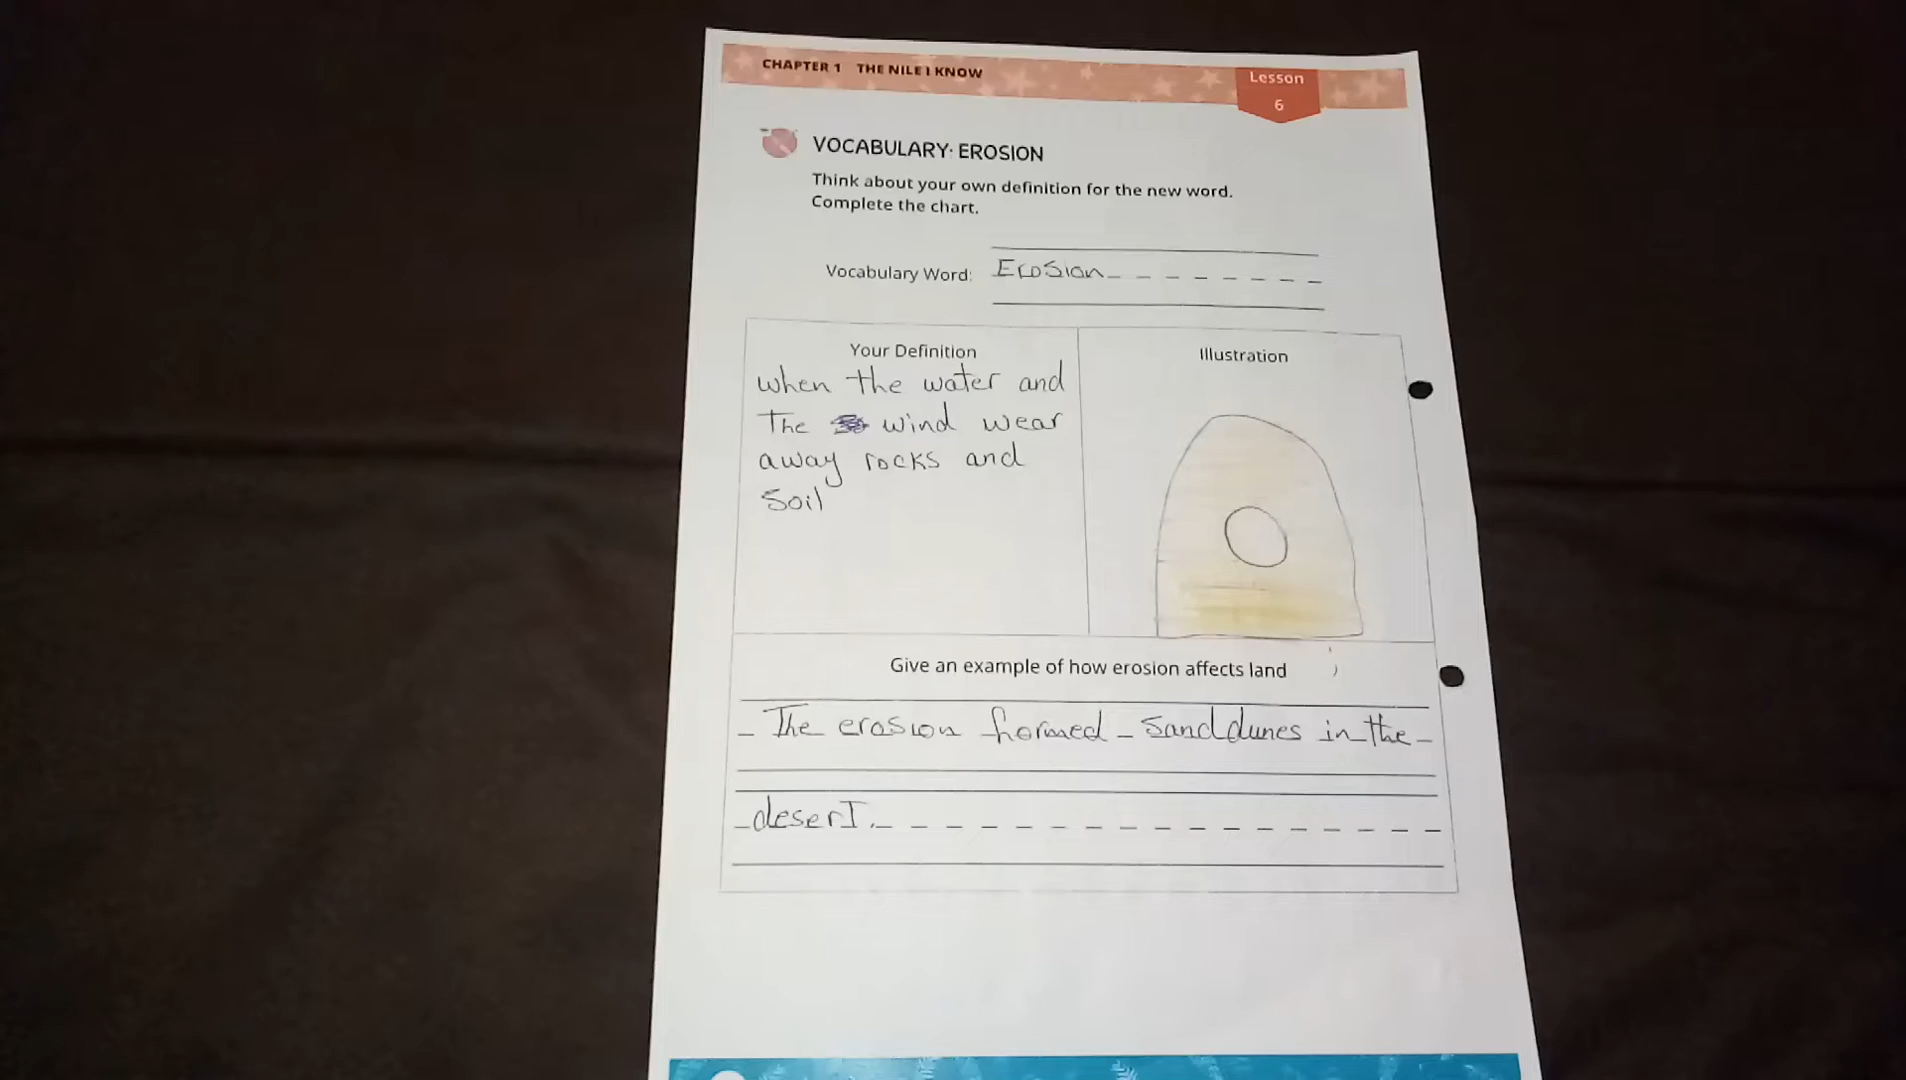 CHAPTER 1 THE NILE I KNOW
Lesson
6
VOCABULARY: EROSION
Think about your own definition for the new word.
Complete the chart.
Vocabulary Word: Erosion
Your Definition
when the water and
The wind wear
away rocks and
soil
Illustration
Give an example of how erosion affects land
The erosion formed sand dunes in the
desert.